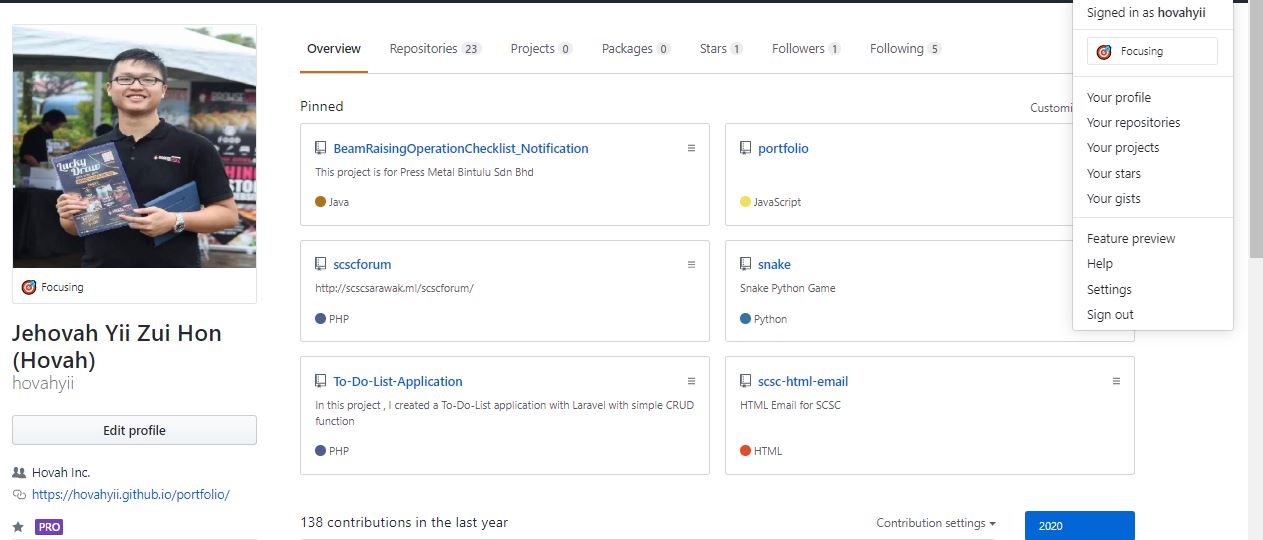 Signed in as hovahyii
Focusing
Your profile
Your repositories
Your projects
Your stars
Your gists
Feature preview
Help
Settings
Sign out
Overview
Repositories 23
Projects 0
Packages 0
Stars 1
Followers 1
Following 5
Lucky
Draw
Focusing
Jehovah Yii Zui Hon
(Hovah)
hovahyii
Edit profile
Hovah Inc.
https://hovahyii.github.io/portfolio/
PRO
Pinned
Customi
BeamRaisingOperationChecklist_Notification
This project is for Press Metal Bintulu Sdn Bhd
Java
portfolio
JavaScript
scscforum
http://scscsarawak.ml/scscforum/
PHP
snake
Snake Python Game
Python
To-Do-List-Application
In this project , I created a To-Do-List application with Laravel with simple CRUD
function
PHP
scsc-html-email
HTML Email for SCSC
HTML
138 contributions in the last year
Contribution settings
2020